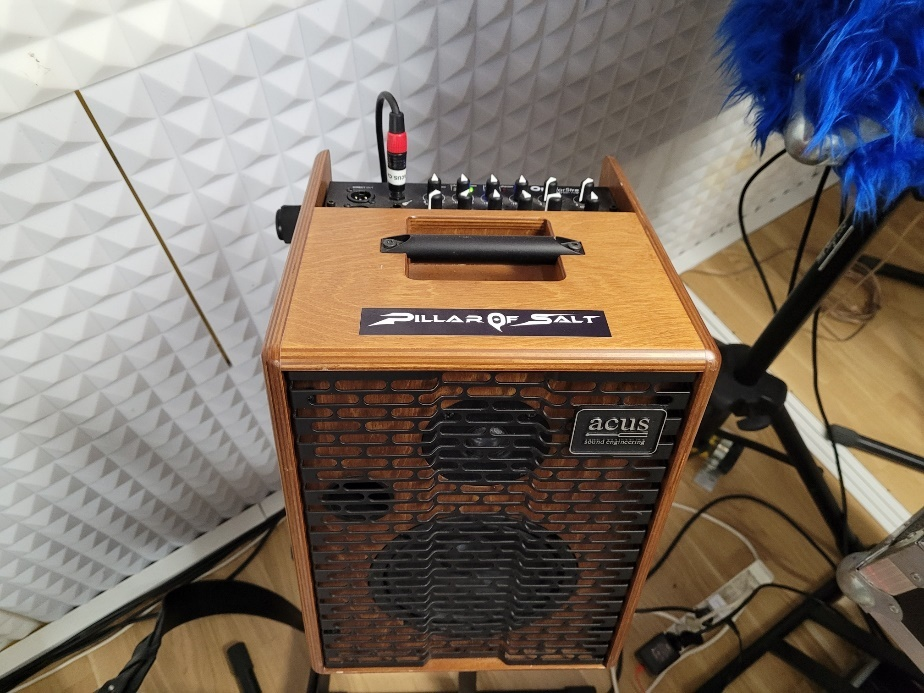 Pillar Of Salt
acus
sound engineering